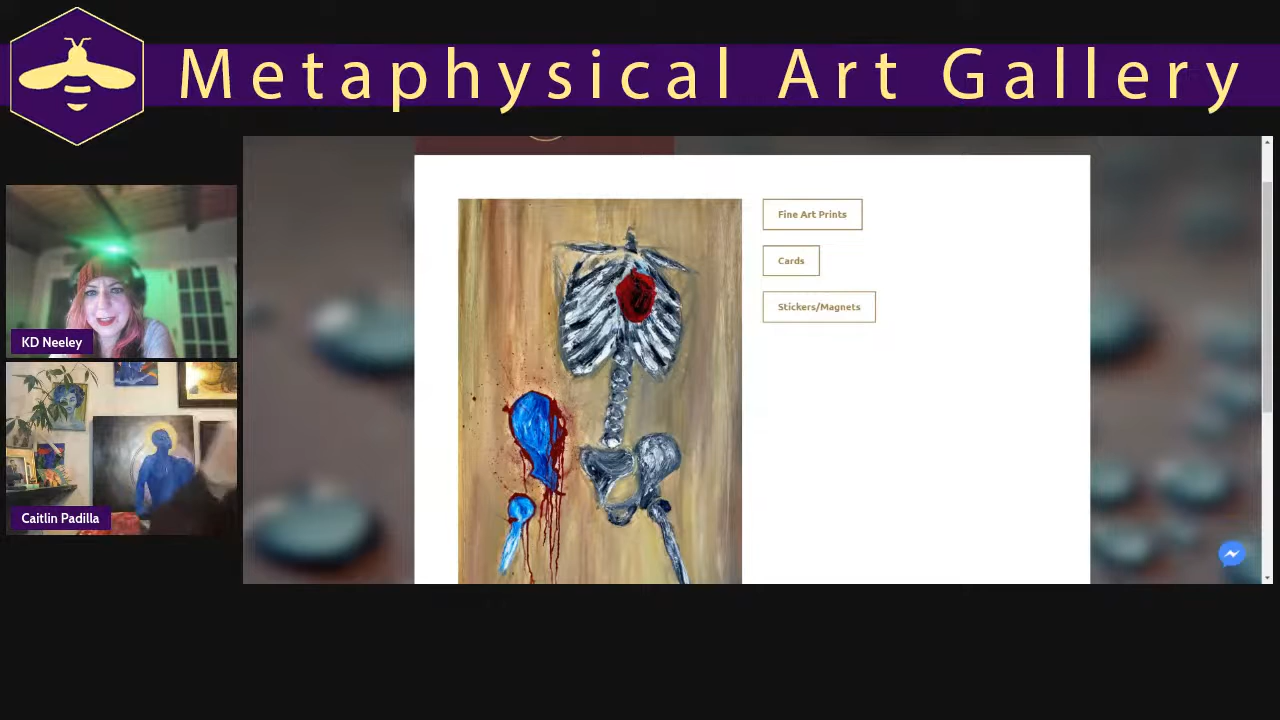 Metaphysical Art Gallery
Fine Art Prints
Cards
Stickers/Magnets
KD Neeley
Caitlin Padilla